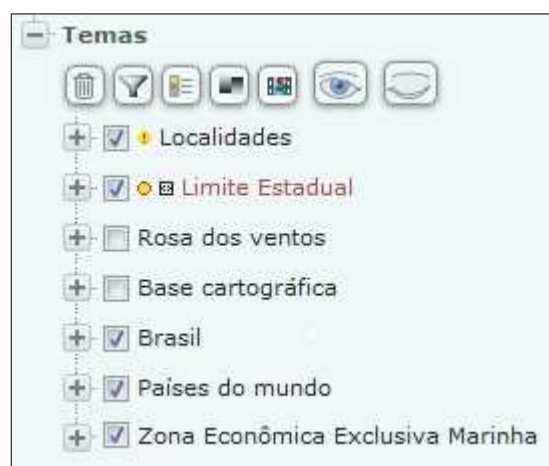 Temas
Localidades
Limite Estadual
Rosa dos ventos
Base cartográfica
Brasil
Países do mundo
Zona Econômica Exclusiva Marinha